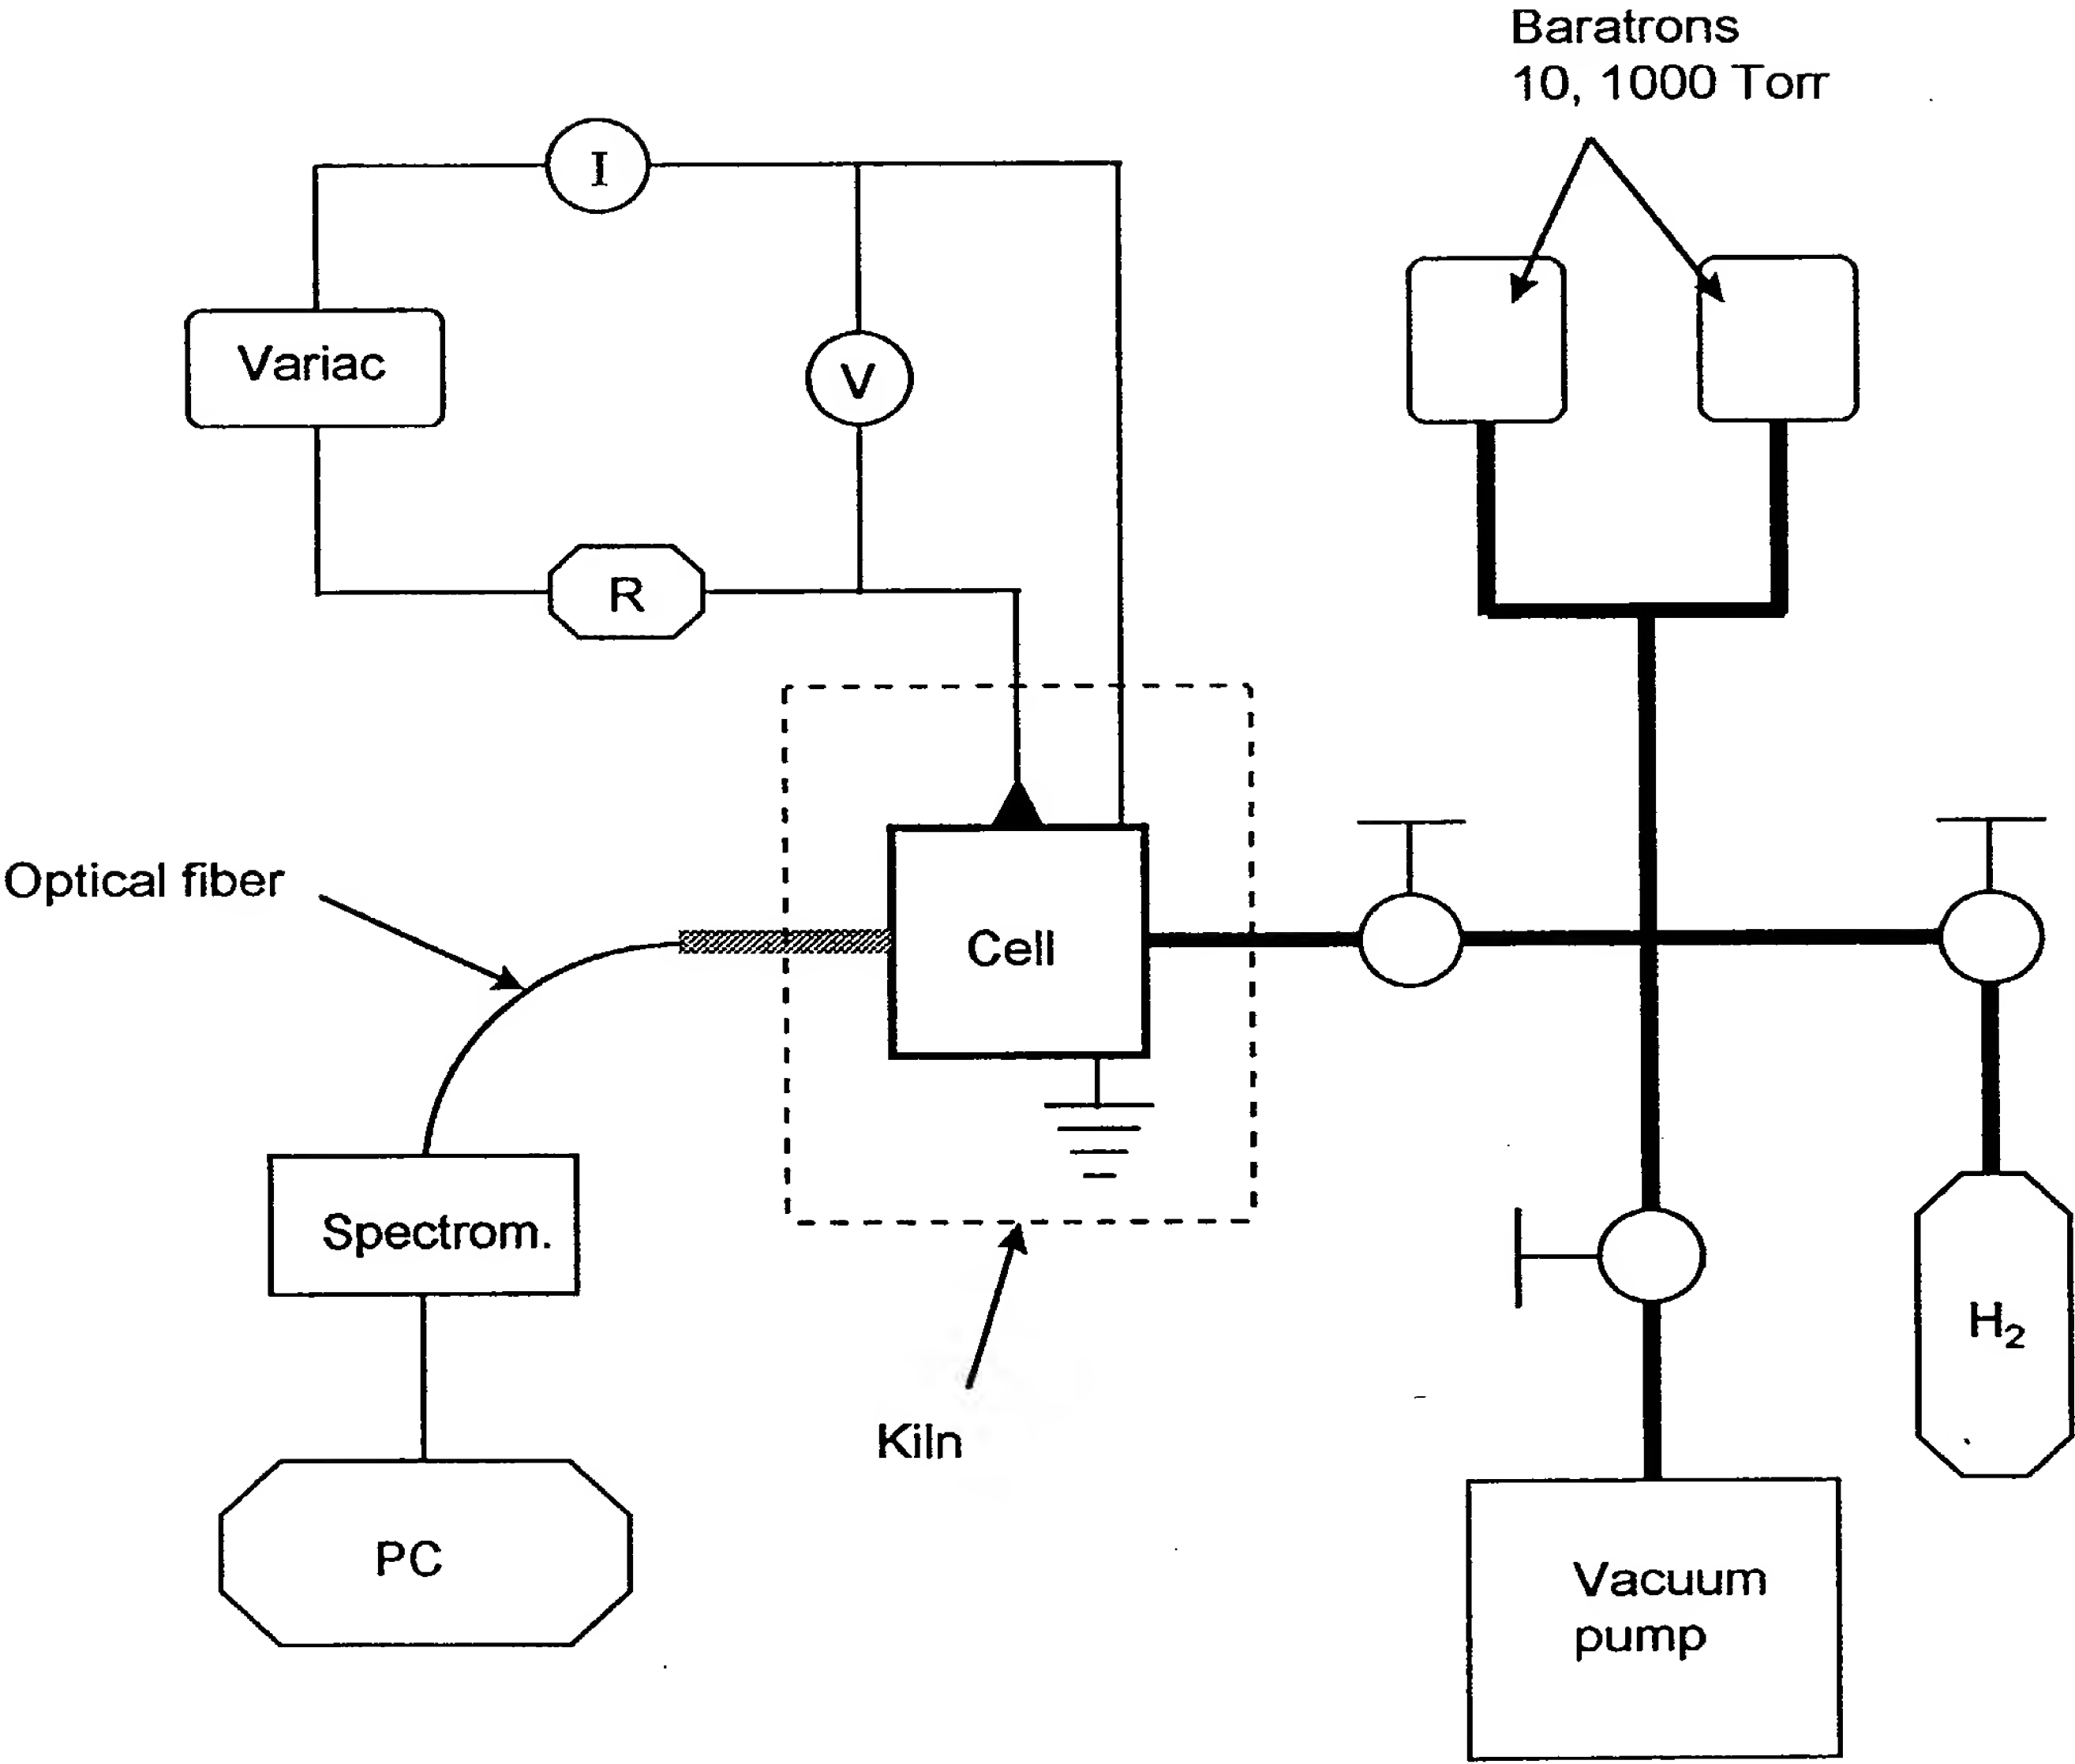 Baratrons
10, 1000 Torr
I
Variac
V
R
Optical fiber
Cell
Spectrom.
H₂
Kiln
PC
Vacuum
pump